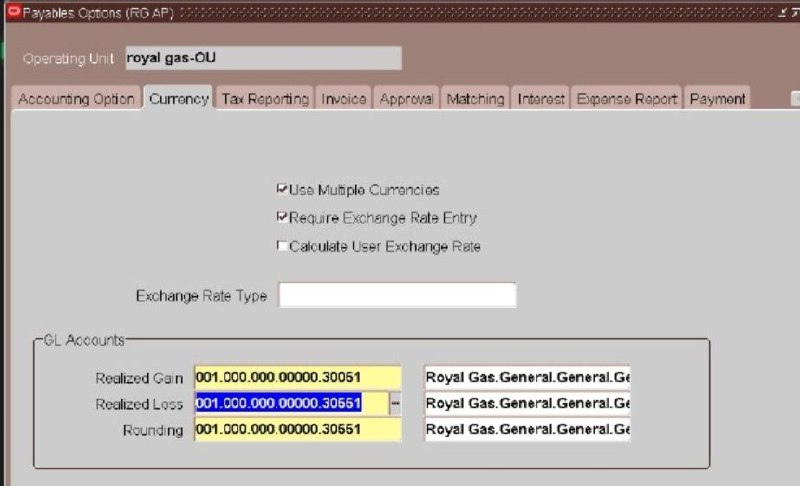 Payables Options (RG AP)
Operating Unit royal gas-OU
Accounting Option Currency Tax Reporting Invoice Approval Matching Interest Expense Report Payment
Use Multiple Currencies
Require Exchange Rate Entry
Calculate User Exchange Rate
Exchange Rate Type
GL Accounts
Realized Gain 001.000.000.00000.30051 Royal Gas.General.General.Ge
Realized Loss 001.000.000.00000.30551 Royal Gas.General.General.Ge
Rounding 001.000.000.00000.30551 Royal Gas.General.General.Ge